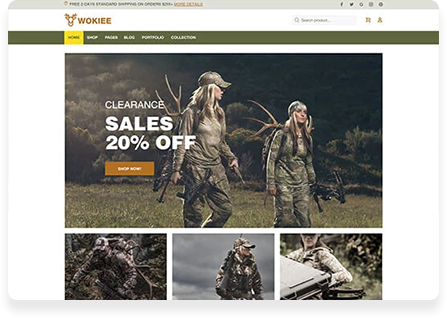 FREE 2-DAYS STANDARD SHIPPING ON ORDERS $255+ MORE DETAILS
WOKIEE
Search product...
HOME SHOP PAGES BLOG PORTFOLIO COLLECTION
CLEARANCE
SALES
20% OFF
SHOP NOW!